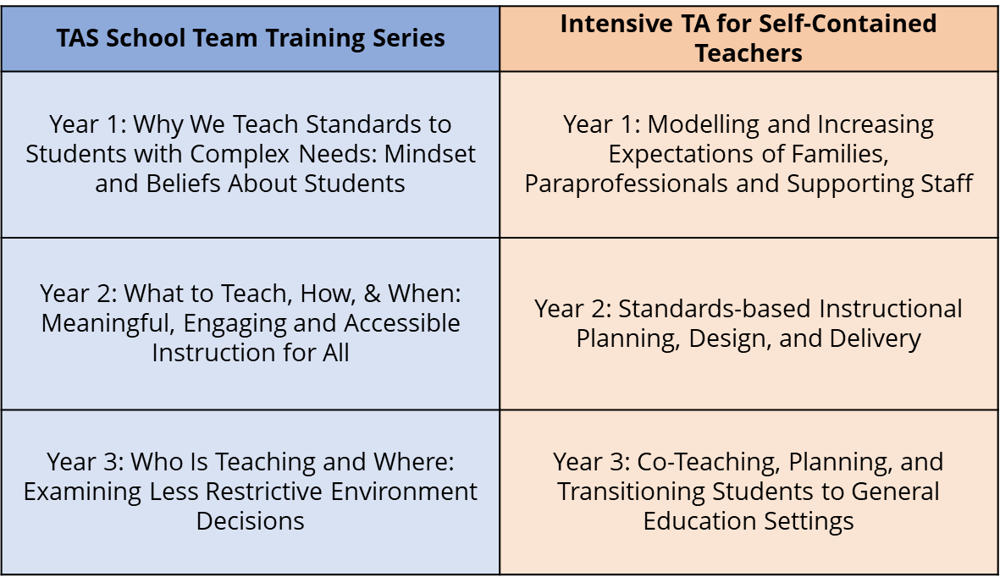 TAS School Team Training Series
Intensive TA for Self-Contained
Teachers
Year 1: Why We Teach Standards to
Students with Complex Needs: Mindset
and Beliefs About Students
Year 1: Modelling and Increasing
Expectations of Families,
Paraprofessionals and Supporting Staff
Year 2: What to Teach, How, & When:
Meaningful, Engaging and Accessible
Instruction for All
Year 2: Standards-based Instructional
Planning, Design, and Delivery
Year 3: Who Is Teaching and Where:
Examining Less Restrictive Environment
Decisions
Year 3: Co-Teaching, Planning, and
Transitioning Students to General
Education Settings